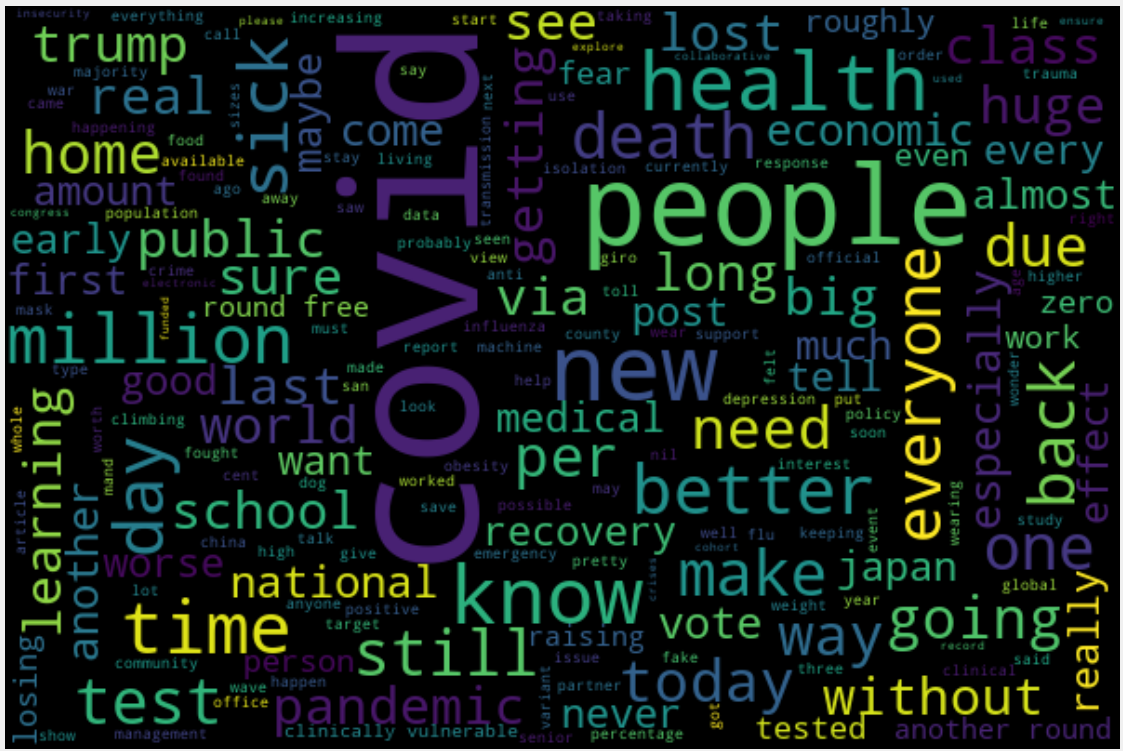 insecurity
everything
please
increasing
start
taking
see
roughly
life
ensure
trump
call
sick
covid
explore
lost
collaborative
order
class
majority
say
getting
fear
health
used
trauma
war
real
sizes
maybe
next
use
huge
came
happening
come
death
economic
home
food
available
stay
living
transmission
isolation
currently
response
even
every
found
amount
ago
away
saw
people
almost
congress
population
data
right
early
public
probably
seen
giro
official
due
first
crime
electronic
sure
view
anti
long
everyone
higher
age
mask
funded
round free
via
toll
post
big
especially
zero
million
must
influenza
county
wear
support
work
report
machine
new
much
type
good
last
made
san
help
felt
tell
wonder
back
effect
learning
whole
worth
climbing
world
look
medical
depression
put
need
policy
soon
day
fought
want
per
nil
interest
mand
cent
dog
obesity
worked
better
article
another
school
save
may
possible
wearing
study
china
talk
recovery
well
flu
keeping
event
one
worse
high
give
emergency
pretty
cohort
lot
national
know
crises
make
japan
global
really
time
anyone
positive
weight
year
going
target
still
raising
vote
way
record
said
losing
community
person
issue
fake
three
clinical
test
wave
happen
variant
partner
today
without
office
pandemic
never
got
show
management
clinically vulnerable
senior
percentage
tested
another round